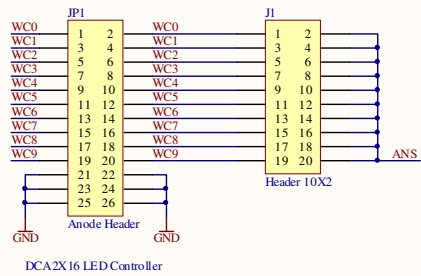 JP1 J1
WC0 1 2 WC0 1 2
WC1 3 4 WC1 3 4
WC2 5 6 WC2 5 6
WC3 7 8 WC3 7 8
WC4 9 10 WC4 9 10
WC5 11 12 WC5 11 12
WC6 13 14 WC6 13 14
WC7 15 16 WC7 15 16
WC8 17 18 WC8 17 18
WC9 19 20 WC9 19 20 ANS
21 22 Header 10X2
23 24
25 26
Anode Header
GND GND
DCA2X16 LED Controller